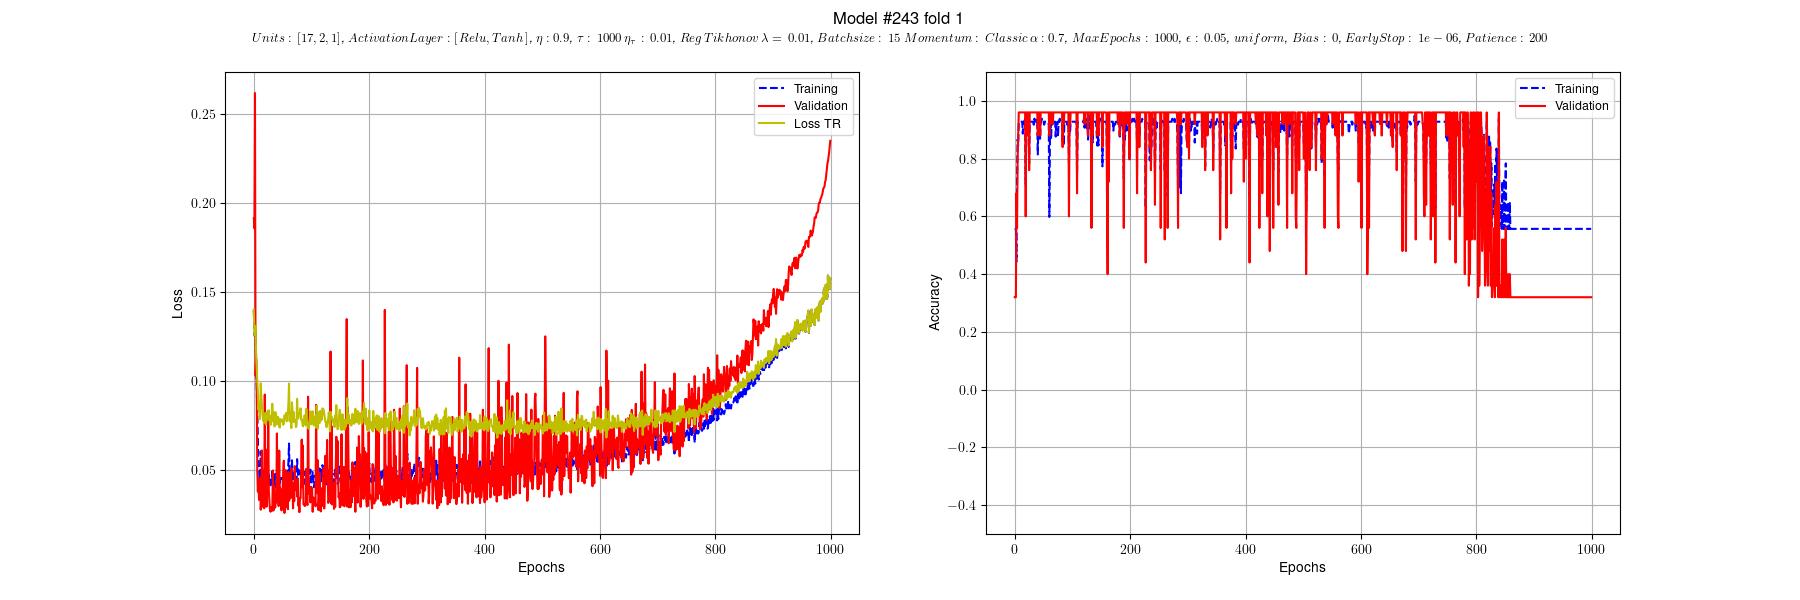 Model #243 fold 1
Units : [17, 2, 1], ActivationLayer : [Relu, Tanh], η : 0.9, τ : 1000 ητ : 0.01, Reg Tikhonov λ = 0.01, Batchsize : 15 Momentum : Classic α : 0.7, MaxEpochs : 1000, ϵ : 0.05, uniform, Bias : 0, EarlyStop : 1e − 06, Patience : 200
Training
Validation
Loss TR
0.25
0.20
0.15
0.10
0.05
Loss
0 200 400 600 800 1000
Epochs
Training
Validation
1.0
0.8
0.6
0.4
0.2
0.0
−0.2
−0.4
Accuracy
0 200 400 600 800 1000
Epochs